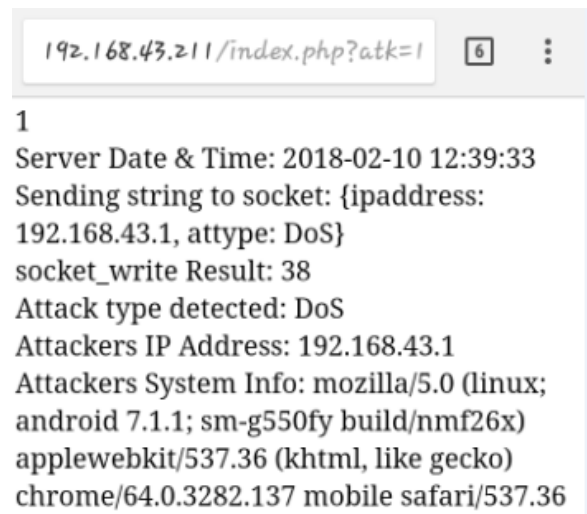 192.168.43.211/index.php?atk=1
6
1
Server Date & Time: 2018-02-10 12:39:33
Sending string to socket: {ipaddress:
192.168.43.1, attype: DoS}
socket_write Result: 38
Attack type detected: DoS
Attackers IP Address: 192.168.43.1
Attackers System Info: mozilla/5.0 (linux;
android 7.1.1; sm-g550fy build/nmf26x)
applewebkit/537.36 (khtml, like gecko)
chrome/64.0.3282.137 mobile safari/537.36